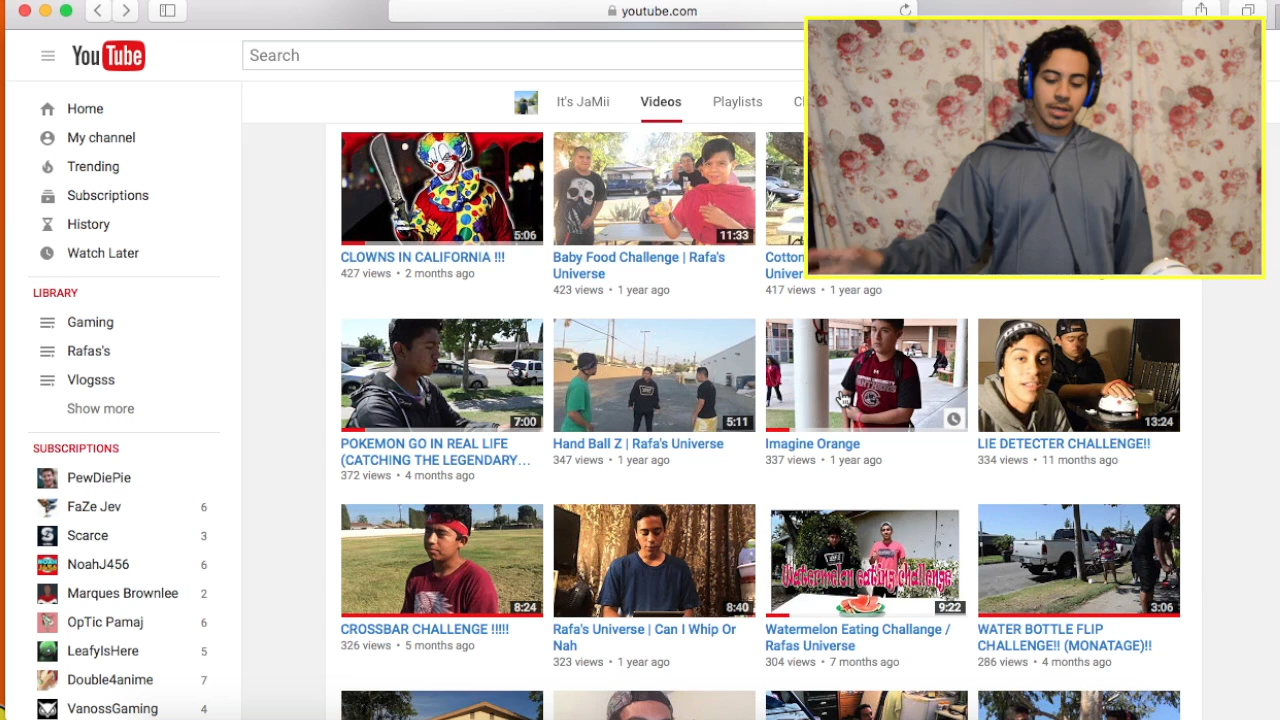 youtube.com
YouTube
Search
Home
My channel
Trending
Subscriptions
History
Watch Later
LIBRARY
Gaming
Rafas's
Vlogsss
Show more
SUBSCRIPTIONS
PewDiePie
FaZe Jev 6
Scarce 3
NoahJ456 6
Marques Brownlee 2
OpTic Pamaj 6
LeafyIsHere 5
Double4anime 7
VanossGaming 4
It's JaMii Videos Playlists
5:06
CLOWNS IN CALIFORNIA !!!
427 views • 2 months ago
11:33
Baby Food Challenge | Rafa's
Universe
423 views • 1 year ago
417 views • 1 year ago
7:00
POKEMON GO IN REAL LIFE
(CATCHING THE LEGENDARY...
372 views • 4 months ago
5:11
Hand Ball Z | Rafa's Universe
347 views • 1 year ago
Imagine Orange
337 views • 1 year ago
13:24
LIE DETECTER CHALLENGE!!
334 views • 11 months ago
8:24
CROSSBAR CHALLENGE !!!!!
326 views • 5 months ago
8:40
Rafa's Universe | Can I Whip Or
Nah
323 views • 1 year ago
Watermelon eating challenge
9:22
Watermelon Eating Challange /
Rafas Universe
304 views • 7 months ago
3:06
WATER BOTTLE FLIP
CHALLENGE!! (MONATAGE)!!
286 views • 4 months ago